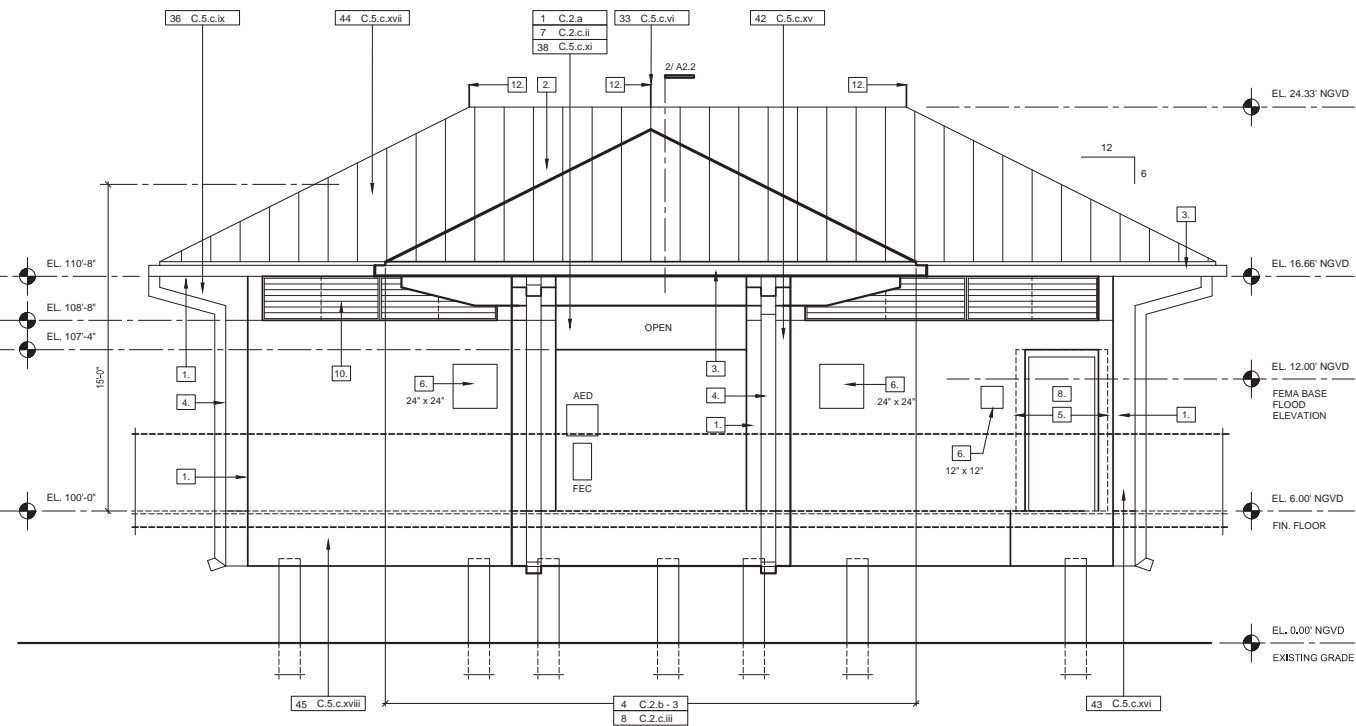 36 C.5.c.ix
44 C.5.c.xvii
1 C.2.a
7 C.2.c.ii
38 C.5.c.xi
33 C.5.c.vi
42 C.5.c.xv
2/ A2.2
12.
2.
12.
12.
EL. 24.33' NGVD
12
6
3.
EL. 110'-8"
EL. 16.66' NGVD
EL. 108'-8"
OPEN
EL. 107'-4"
15'-0"
1.
10.
3.
EL. 12.00' NGVD
FEMA BASE
FLOOD
ELEVATION
6.
24" x 24"
6.
24" x 24"
4.
AED
4.
8.
5.
1.
1.
6.
12" x 12"
1.
FEC
EL. 100'-0"
EL. 6.00' NGVD
FIN. FLOOR
EL. 0.00' NGVD
EXISTING GRADE
45 C.5.c.xviii
4 C.2.b - 3
8 C.2.c.iii
43 C.5.c.xvi